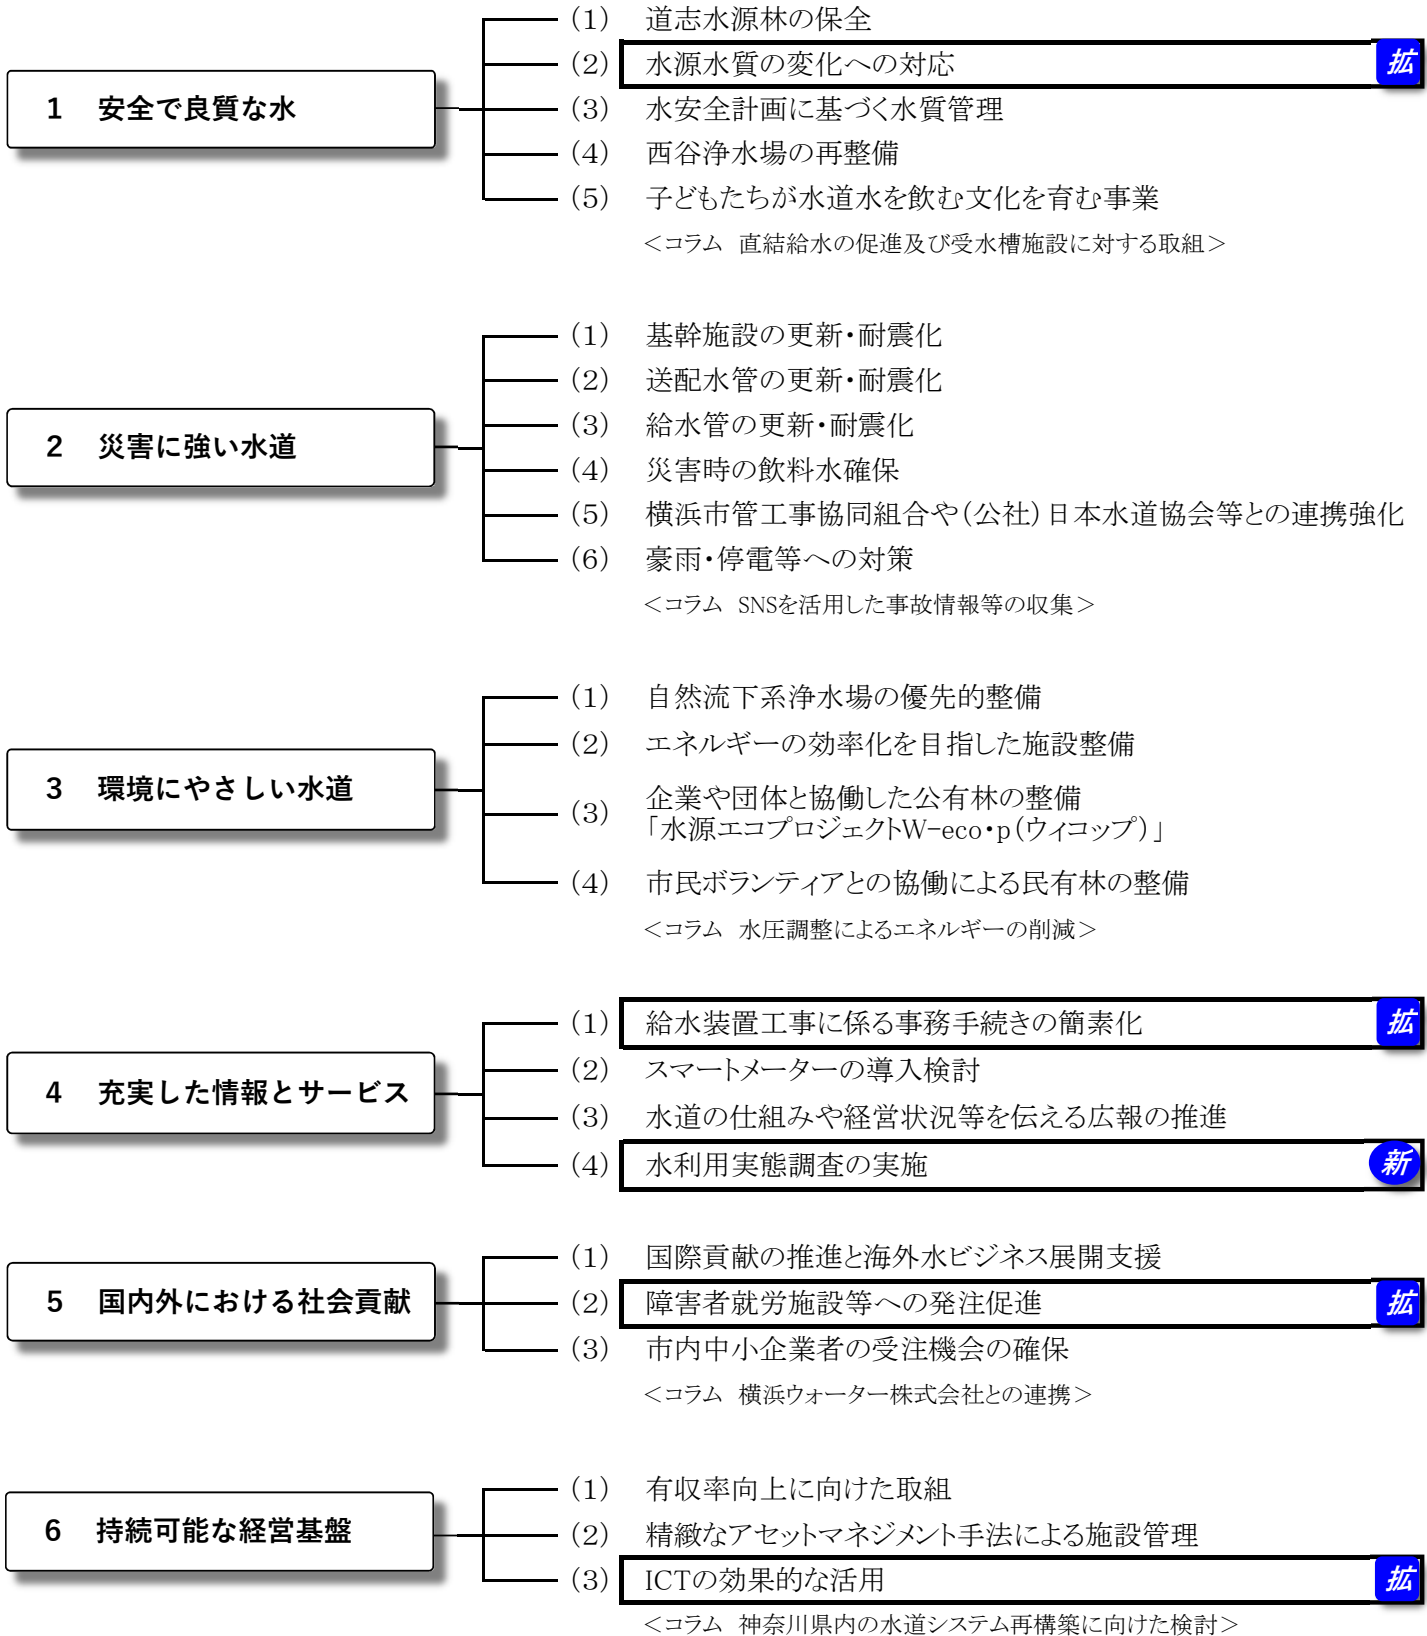 1　安全で良質な水
（1）　道志水源林の保全
（2）　水源水質の変化への対応　拡
（3）　水安全計画に基づく水質管理
（4）　西谷浄水場の再整備
（5）　子どもたちが水道水を飲む文化を育む事業
＜コラム　直結給水の促進及び受水槽施設に対する取組＞
2　災害に強い水道
（1）　基幹施設の更新・耐震化
（2）　送配水管の更新・耐震化
（3）　給水管の更新・耐震化
（4）　災害時の飲料水確保
（5）　横浜市管工事協同組合や（公社）日本水道協会等との連携強化
（6）　豪雨・停電等への対策
＜コラム　SNSを活用した事故情報等の収集＞
3　環境にやさしい水道
（1）　自然流下系浄水場の優先的整備
（2）　エネルギーの効率化を目指した施設整備
（3）　企業や団体と協働した公有林の整備
「水源エコプロジェクトW-eco・p（ウィコップ）」
（4）　市民ボランティアとの協働による民有林の整備
＜コラム　水圧調整によるエネルギーの削減＞
4　充実した情報とサービス
（1）　給水装置工事に係る事務手続きの簡素化　拡
（2）　スマートメーターの導入検討
（3）　水道の仕組みや経営状況等を伝える広報の推進
（4）　水利用実態調査の実施　新
5　国内外における社会貢献
（1）　国際貢献の推進と海外水ビジネス展開支援
（2）　障害者就労施設等への発注促進　拡
（3）　市内中小企業者の受注機会の確保
＜コラム　横浜ウォーター株式会社との連携＞
6　持続可能な経営基盤
（1）　有収率向上に向けた取組
（2）　精緻なアセットマネジメント手法による施設管理
（3）　ICTの効果的な活用　拡
＜コラム　神奈川県内の水道システム再構築に向けた検討＞